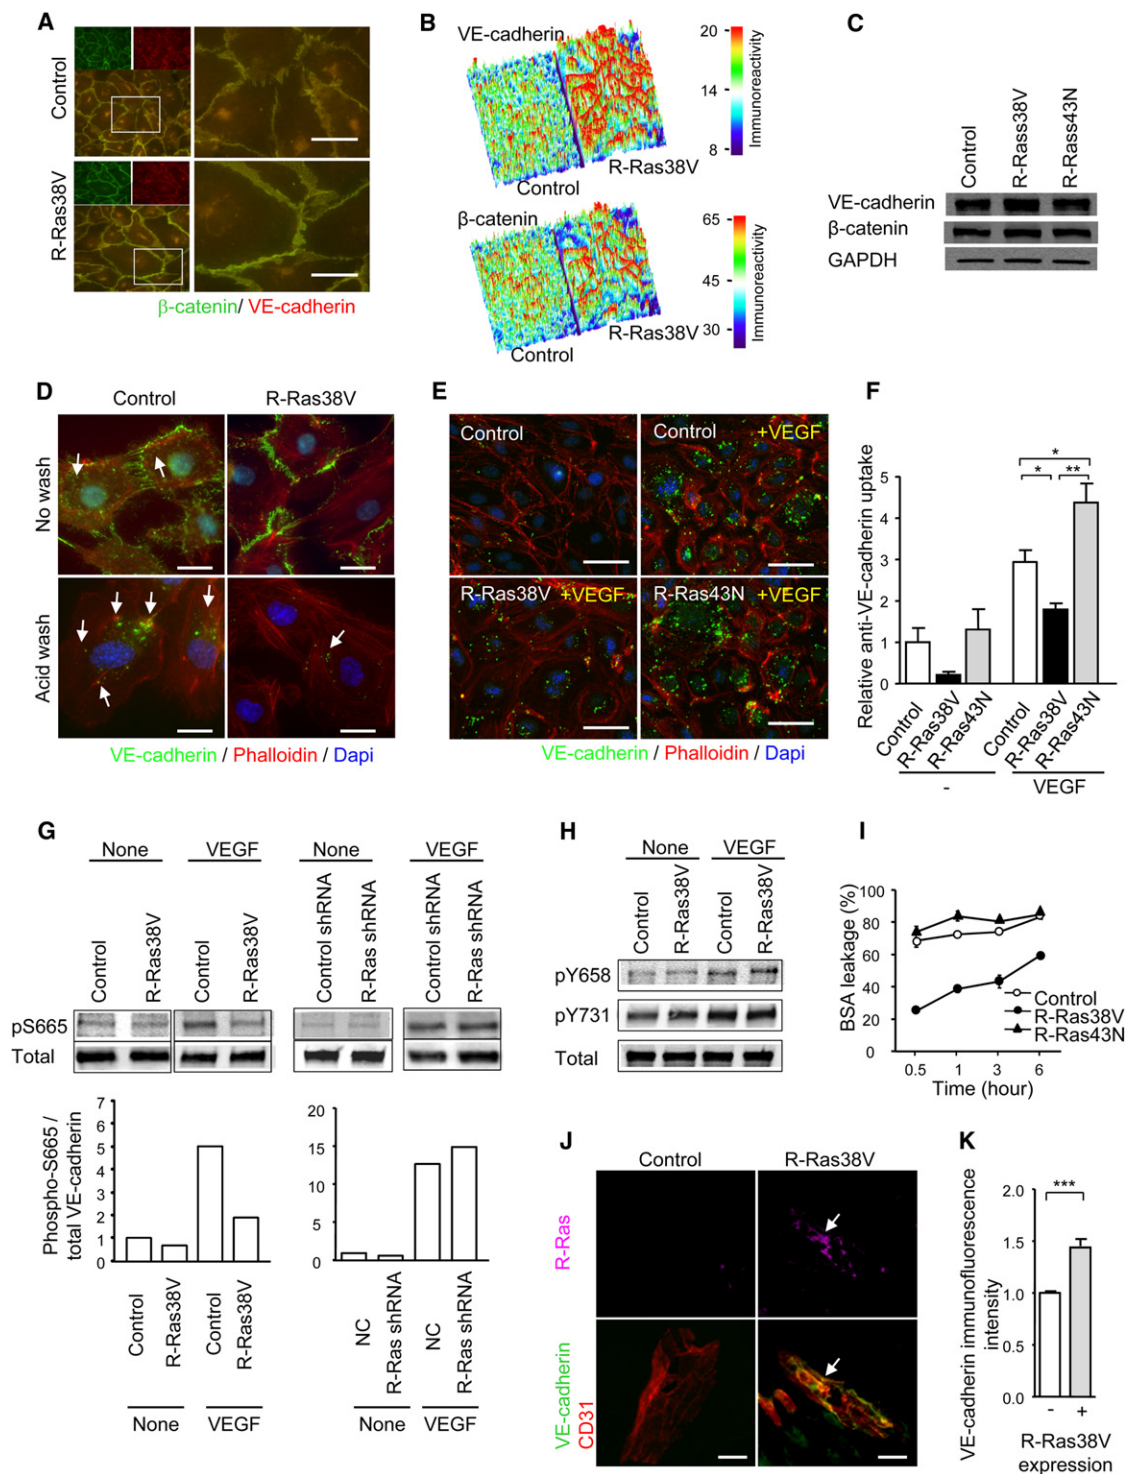 A
Control
R-Ras38V
β-catenin/ VE-cadherin
B
VE-cadherin
20
14
8
Immunoreactivity
R-Ras38V
Control
β-catenin
65
45
30
Immunoreactivity
R-Ras38V
Control
C
Control
R-Rass38V
R-Rass43N
VE-cadherin
β-catenin
GAPDH
D
Control
R-Ras38V
No wash
Acid wash
VE-cadherin / Phalloidin / Dapi
E
Control
Control +VEGF
R-Ras38V +VEGF
R-Ras43N +VEGF
VE-cadherin / Phalloidin / Dapi
F
Relative anti-VE-cadherin uptake
5
4
3
2
1
0
*
* **
Control
R-Ras38V
R-Ras43N
Control
R-Ras38V
R-Ras43N
-
VEGF
G
None VEGF
Control
R-Ras38V
Control
R-Ras38V
None VEGF
Control shRNA
R-Ras shRNA
Control shRNA
R-Ras shRNA
pS665
Total
Phospho-S665 /
total VE-cadherin
7
6
5
4
3
2
1
0
Control
R-Ras38V
Control
R-Ras38V
None VEGF
20
15
10
5
0
NC
R-Ras shRNA
NC
R-Ras shRNA
None VEGF
H
None VEGF
Control
R-Ras38V
Control
R-Ras38V
pY658
pY731
Total
I
BSA leakage (%)
100
80
60
40
20
0
Control
R-Ras38V
R-Ras43N
0.5 1 3 6
Time (hour)
J
Control
R-Ras38V
R-Ras
VE-cadherin
CD31
K
VE-cadherin immunofluorescence
intensity
2.0
1.5
1.0
0.5
0.0
***
- +
R-Ras38V
expression